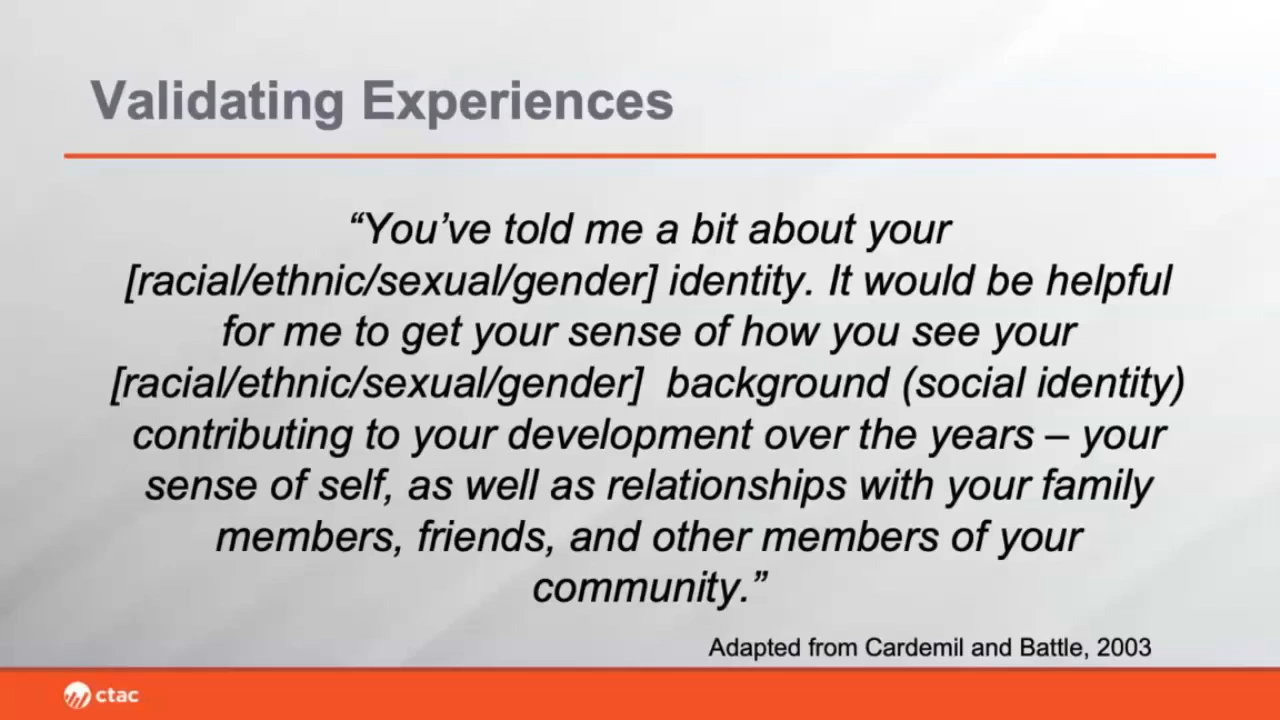 Validating Experiences
“You’ve told me a bit about your
[racial/ethnic/sexual/gender] identity. It would be helpful
for me to get your sense of how you see your
[racial/ethnic/sexual/gender]  background (social identity)
contributing to your development over the years – your
sense of self, as well as relationships with your family
members, friends, and other members of your
community.”
Adapted from Cardemil and Battle, 2003
ctac